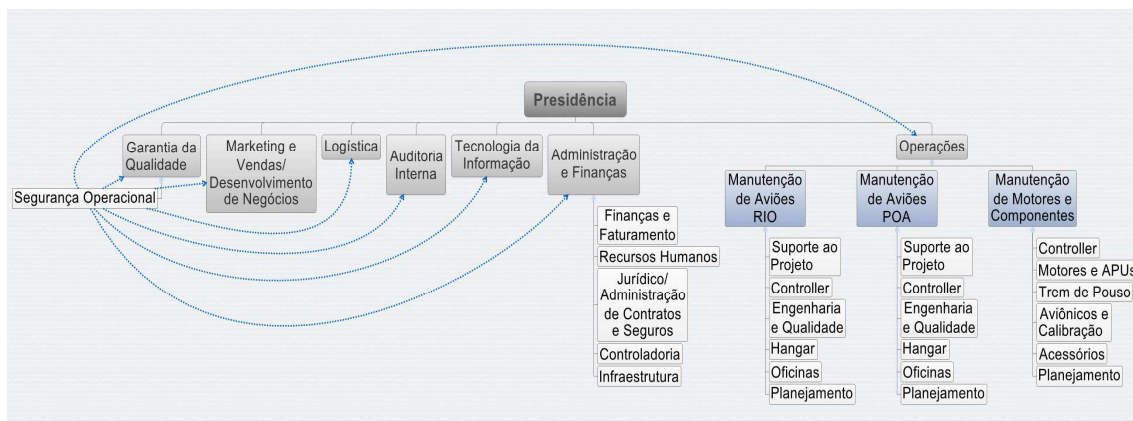 Presidência
Garantia da
Qualidade
Marketing e
Vendas/
Desenvolvimento
de Negócios
Logística
Auditoria
Interna
Tecnologia da
Informação
Administração
e Finanças
Operações
Segurança Operacional
Finanças e
Faturamento
Recursos Humanos
Jurídico/
Administração
de Contratos
e Seguros
Controladoria
Infraestrutura
Manutenção
de Aviões
RIO
Suporte ao
Projeto
Controller
Engenharia
e Qualidade
Hangar
Oficinas
Planejamento
Manutenção
de Aviões
POA
Suporte ao
Projeto
Controller
Engenharia
e Qualidade
Hangar
Oficinas
Planejamento
Manutenção
de Motores e
Componentes
Controller
Motores e APUs
Trem de Pouso
Aviônicos e
Calibração
Acessórios
Planejamento